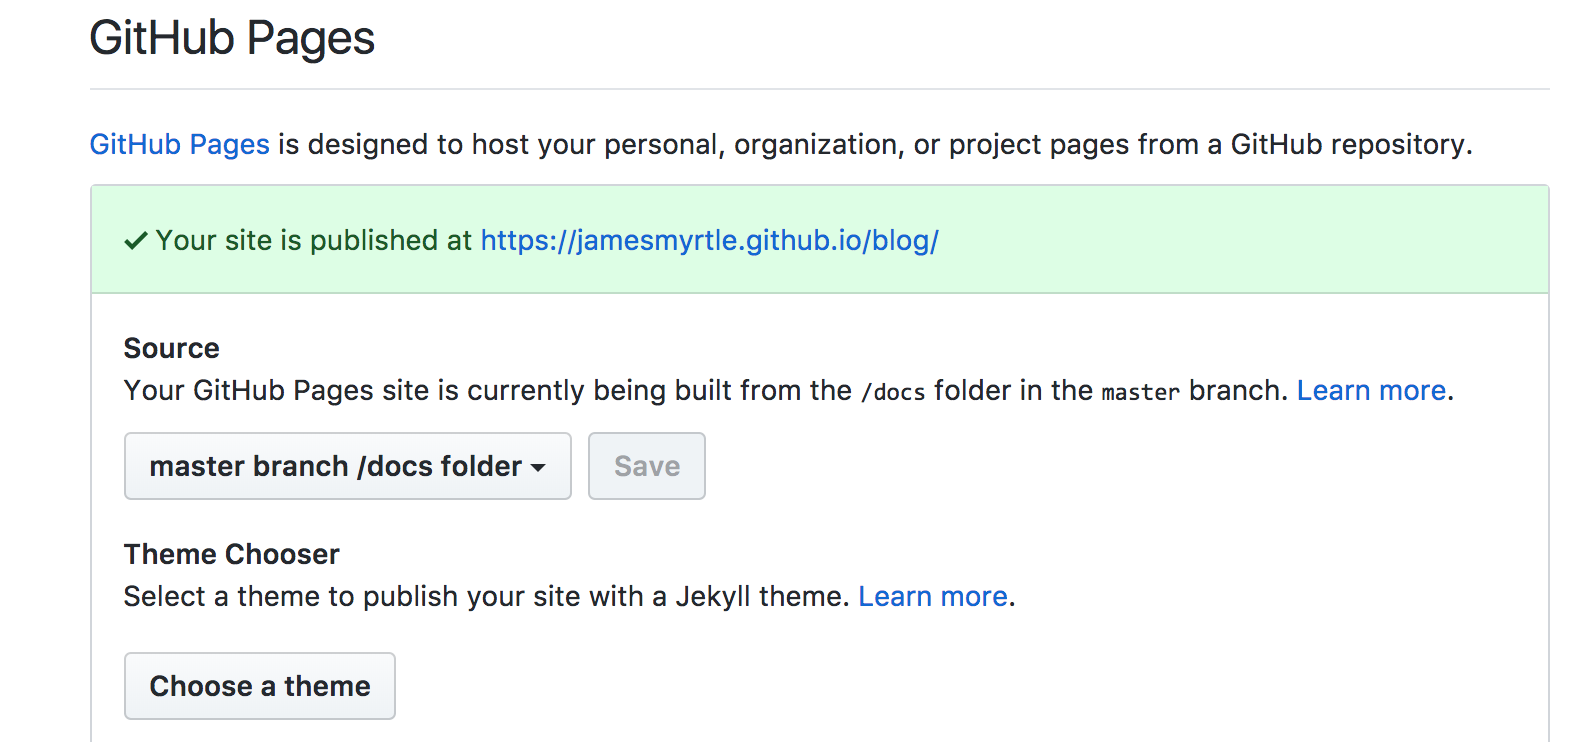 GitHub Pages
GitHub Pages is designed to host your personal, organization, or project pages from a GitHub repository.
Your site is published at https://jamesmyrtle.github.io/blog/
Source
Your GitHub Pages site is currently being built from the /docs folder in the master branch. Learn more.
master branch /docs folder Save
Theme Chooser
Select a theme to publish your site with a Jekyll theme. Learn more.
Choose a theme